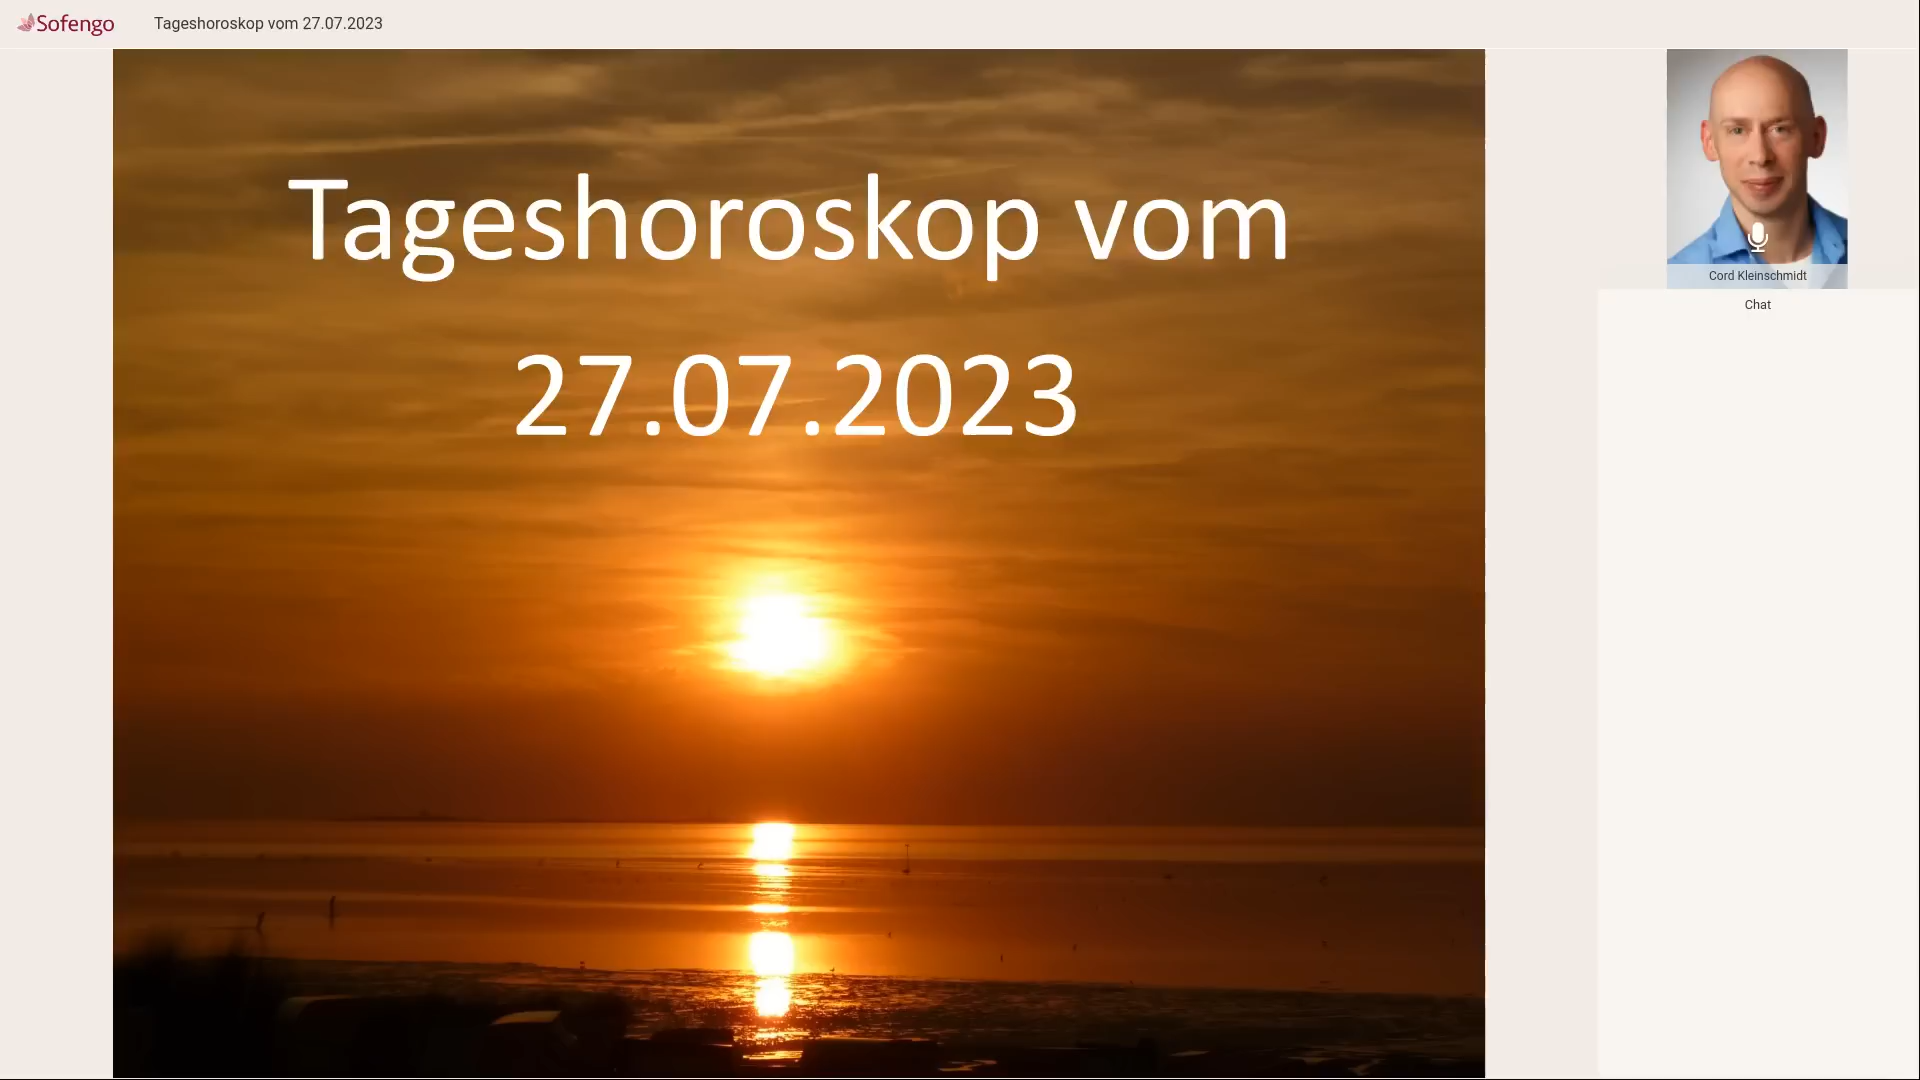 Sofengo
Tageshoroskop vom 27.07.2023
Tageshoroskop vom
27.07.2023
Cord Kleinschmidt
Chat